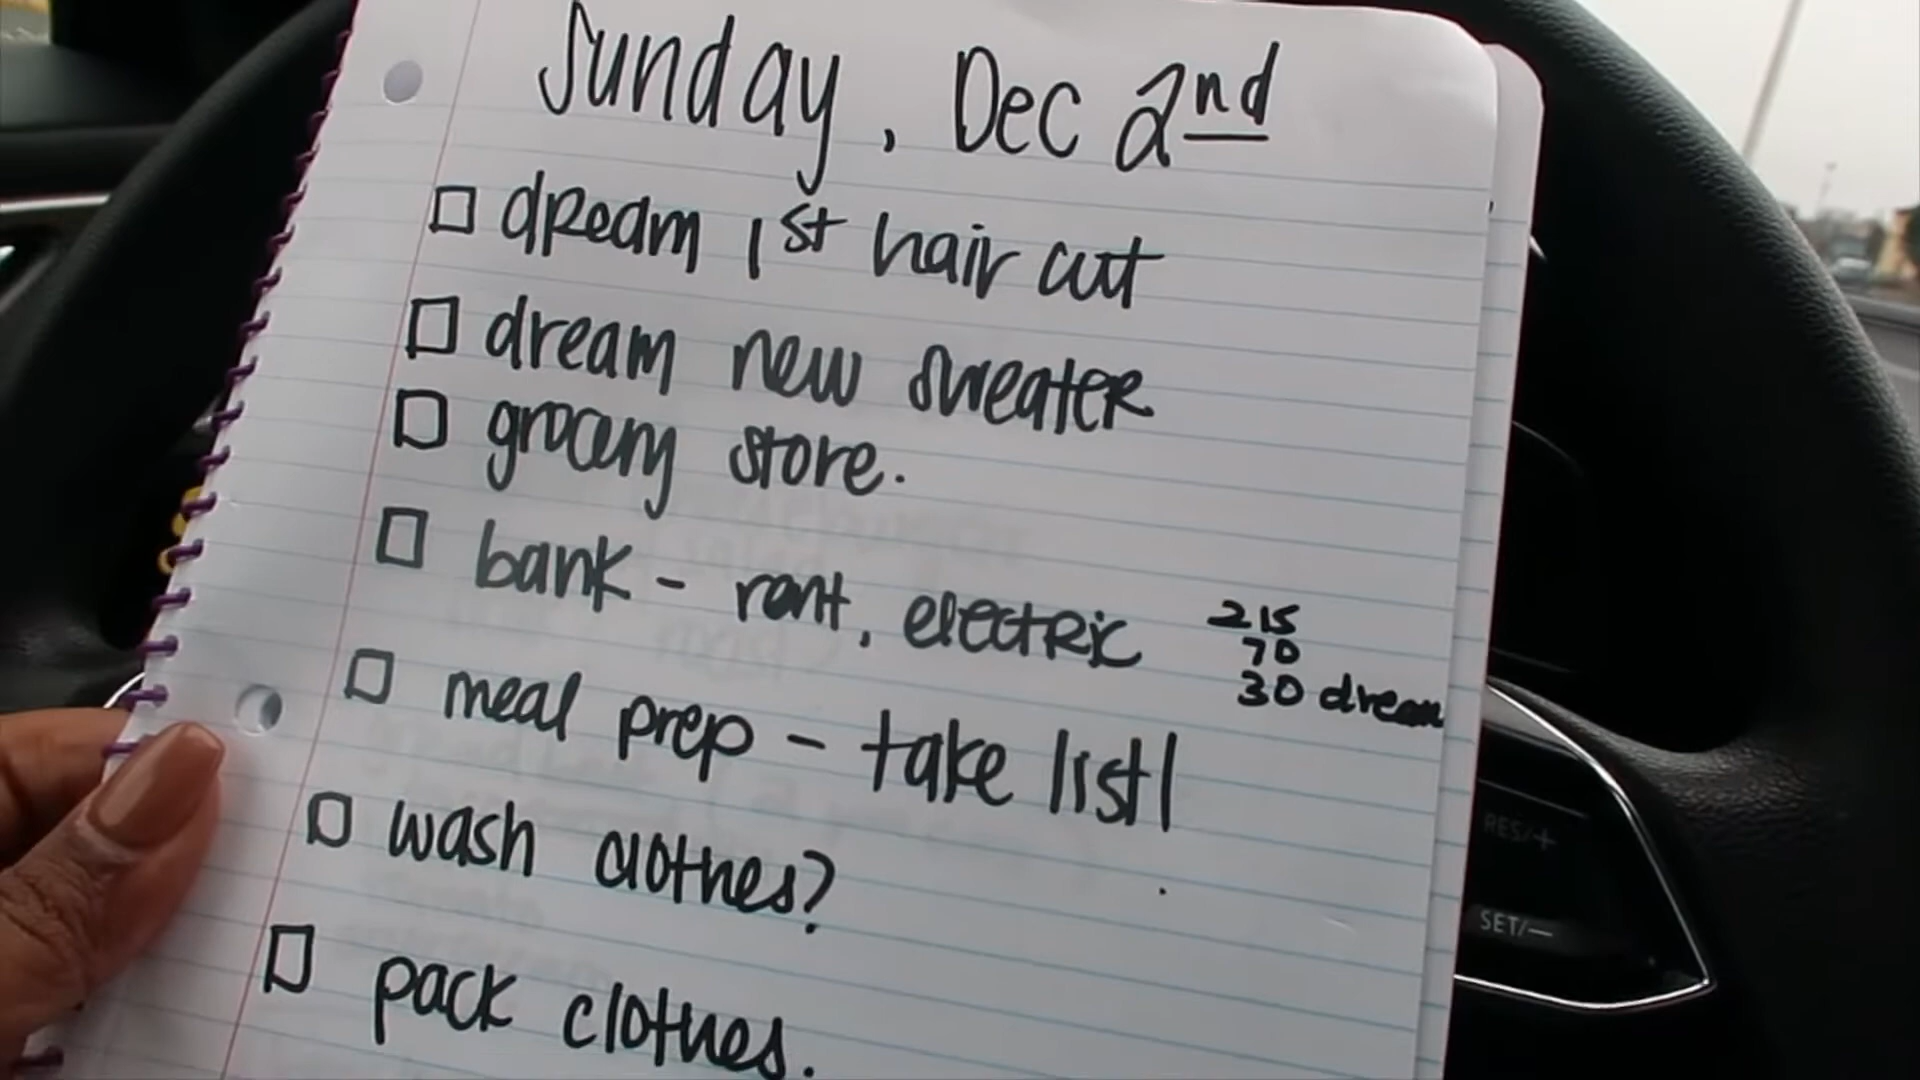 Sunday, Dec 2nd
□ dream 1st hair cut
□ dream new sweater
□ grocery store.
□ bank - rent, electric 215
70
30 dream
□ meal prep - take list!
□ wash clothes?
□ pack clothes.
RES/+
SET/-